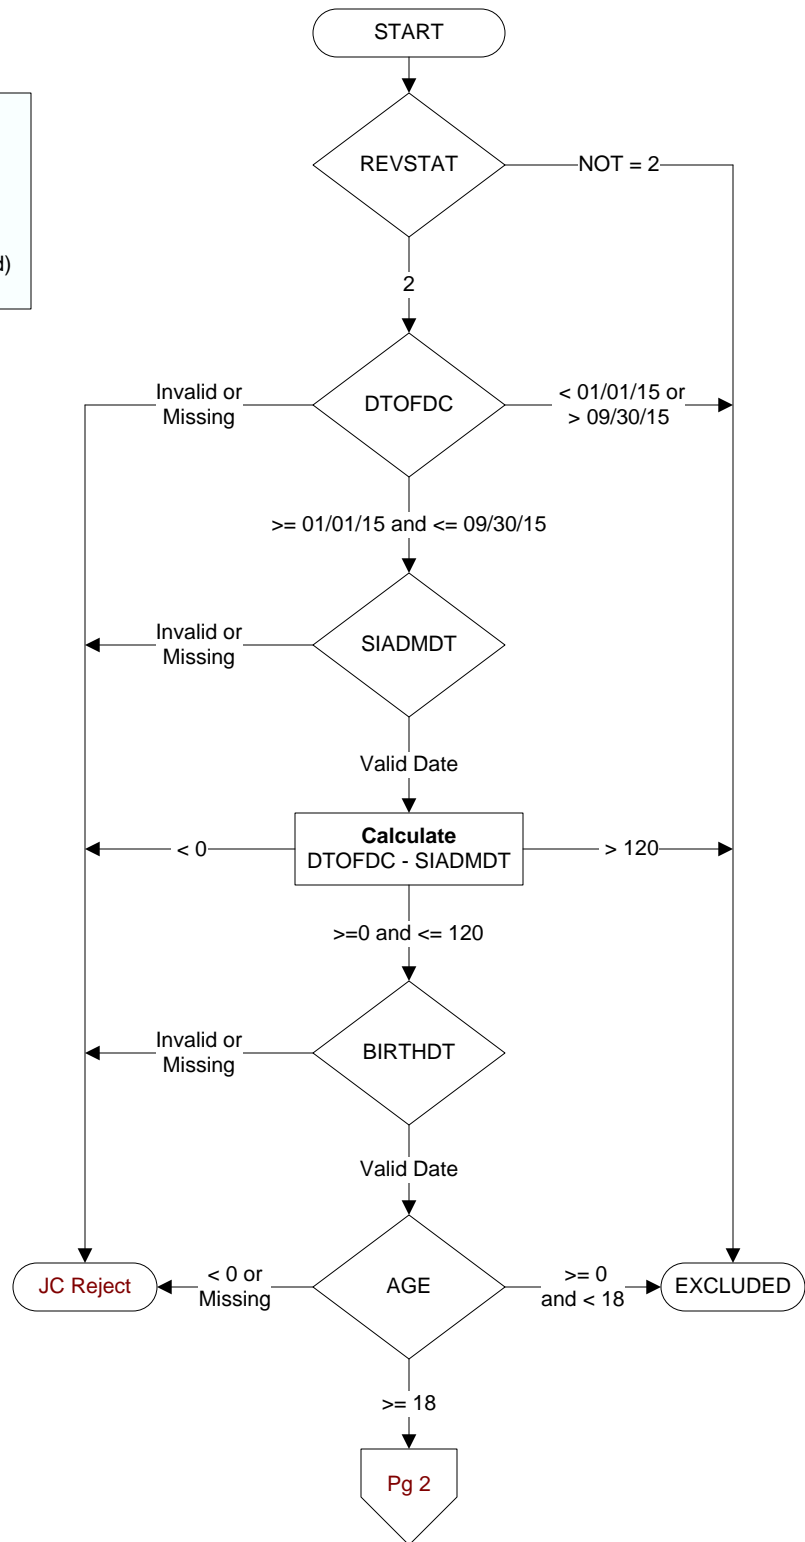 START
REVSTAT
NOT = 2
d)
2
Invalid or
Missing
DTOFDC
< 01/01/15 or
> 09/30/15
>= 01/01/15 and <= 09/30/15
Invalid or
Missing
SIADMDT
Valid Date
< 0
Calculate
DTOFDC - SIADMDT
> 120
>=0 and <= 120
Invalid or
Missing
BIRTHDT
Valid Date
JC Reject
< 0 or
Missing
AGE
>= 0
and < 18
EXCLUDED
>= 18
Pg 2